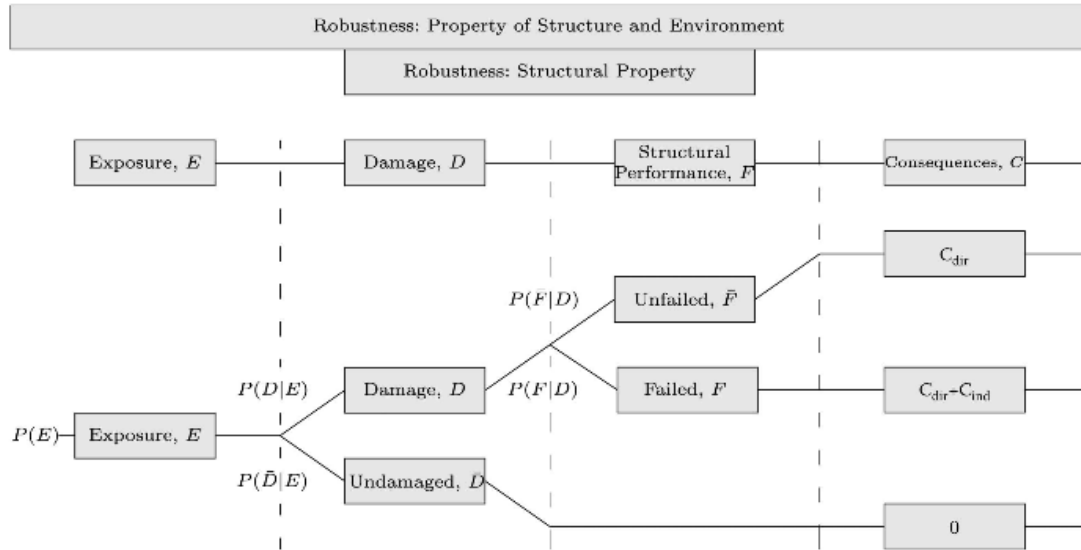 Robustness: Property of Structure and Environment
Robustness: Structural Property
Exposure, E
Damage, D
Structural
Performance, F
Consequences, C
C_dir
P(F̄|D)
Unfailed, F̄
P(D|E)
Damage, D
P(F|D)
Failed, F
C_dir+C_ind
P(E)
Exposure, E
P(D̄|E)
Undamaged, D̄
0